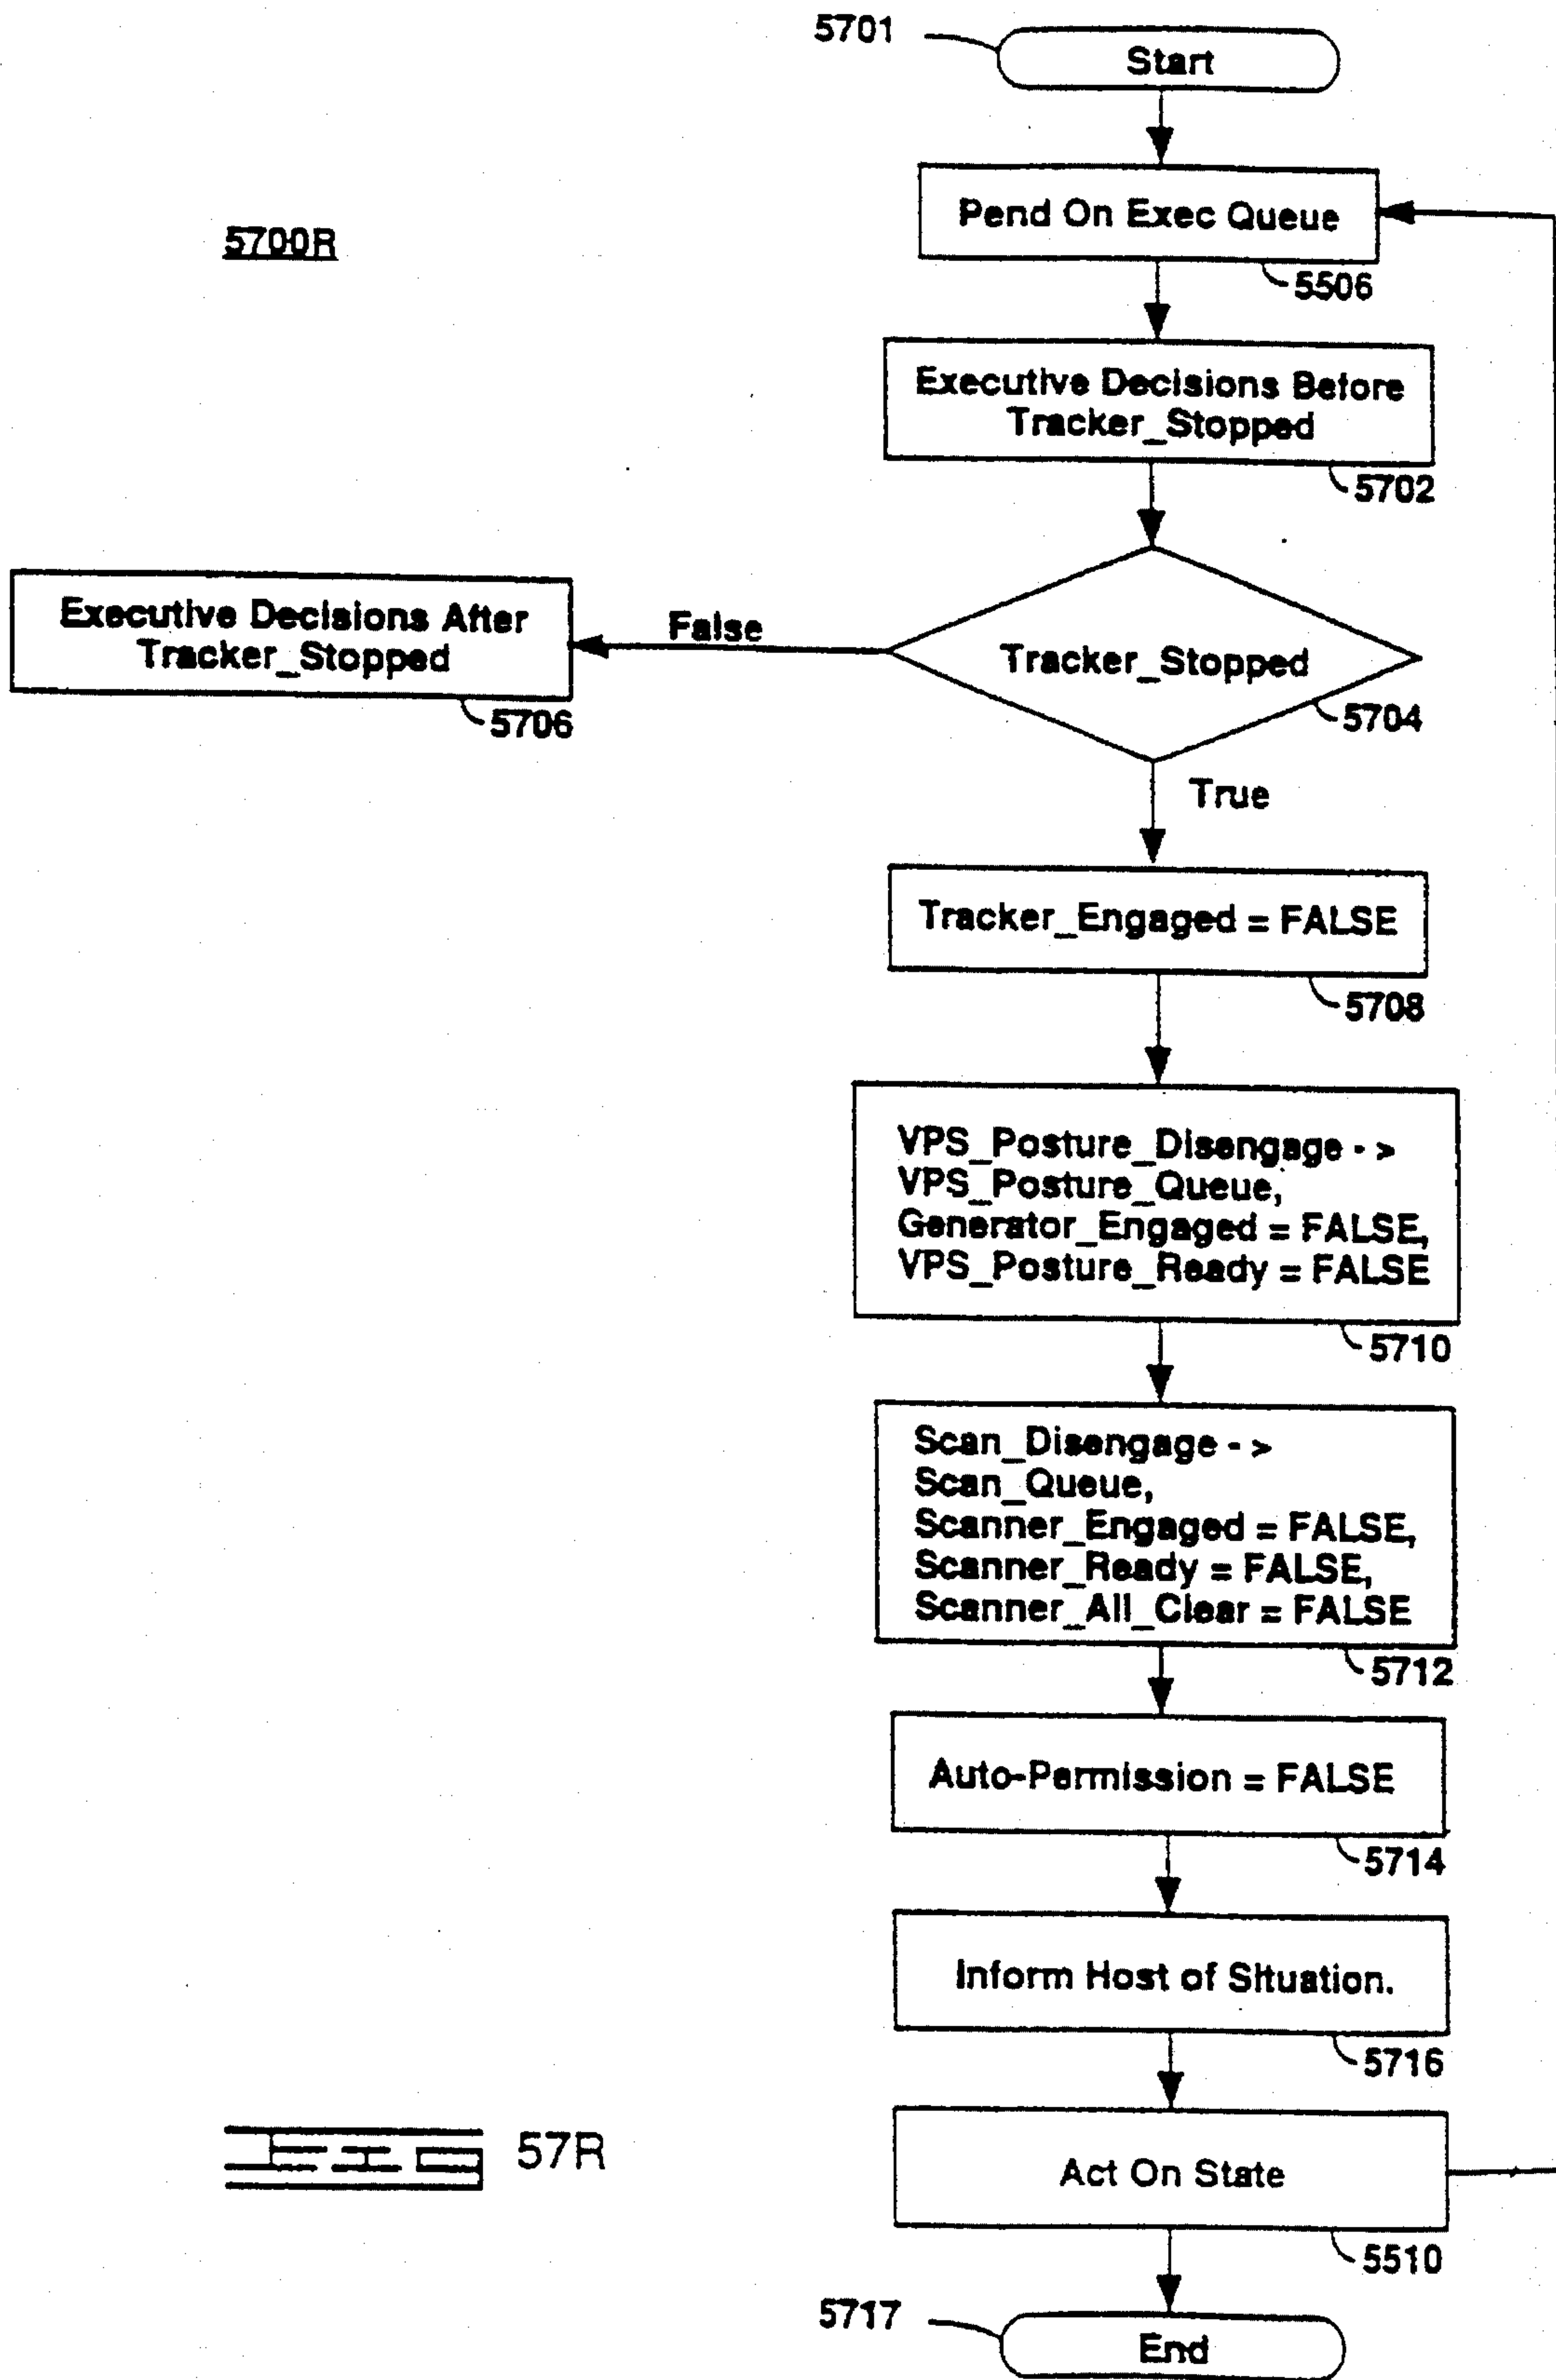 5701
Start
Pend On Exec Queue
5700R
5506
Executive Decisions Before
Tracker_Stopped
5702
Executive Decisions After
Tracker_Stopped
False
Tracker_Stopped
5706
5704
True
Tracker_Engaged = FALSE
5708
VPS_Posture_Disengage - >
VPS_Posture_Queue,
Generator_Engaged = FALSE,
VPS_Posture_Ready = FALSE
5710
Scan_Disengage - >
Scan_Queue,
Scanner_Engaged = FALSE,
Scanner_Ready = FALSE,
Scanner_All_Clear = FALSE
5712
Auto-Permission = FALSE
5714
Inform Host of Situation.
5716
FIG 57R
Act On State
5510
5717
End